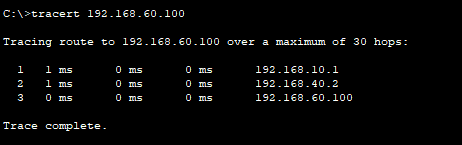 C:\>tracert 192.168.60.100
Tracing route to 192.168.60.100 over a maximum of 30 hops:
1 1 ms 0 ms 0 ms 192.168.10.1
2 1 ms 0 ms 0 ms 192.168.40.2
3 0 ms 0 ms 0 ms 192.168.60.100
Trace complete.